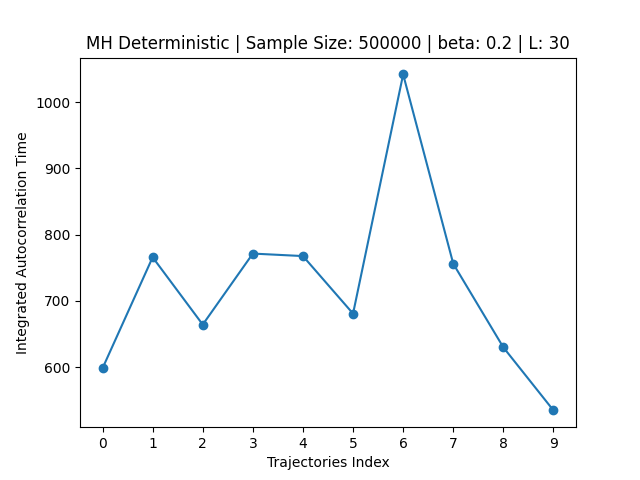 MH Deterministic | Sample Size: 500000 | beta: 0.2 | L: 30
Integrated Autocorrelation Time
1000
900
800
700
600
0 1 2 3 4 5 6 7 8 9
Trajectories Index